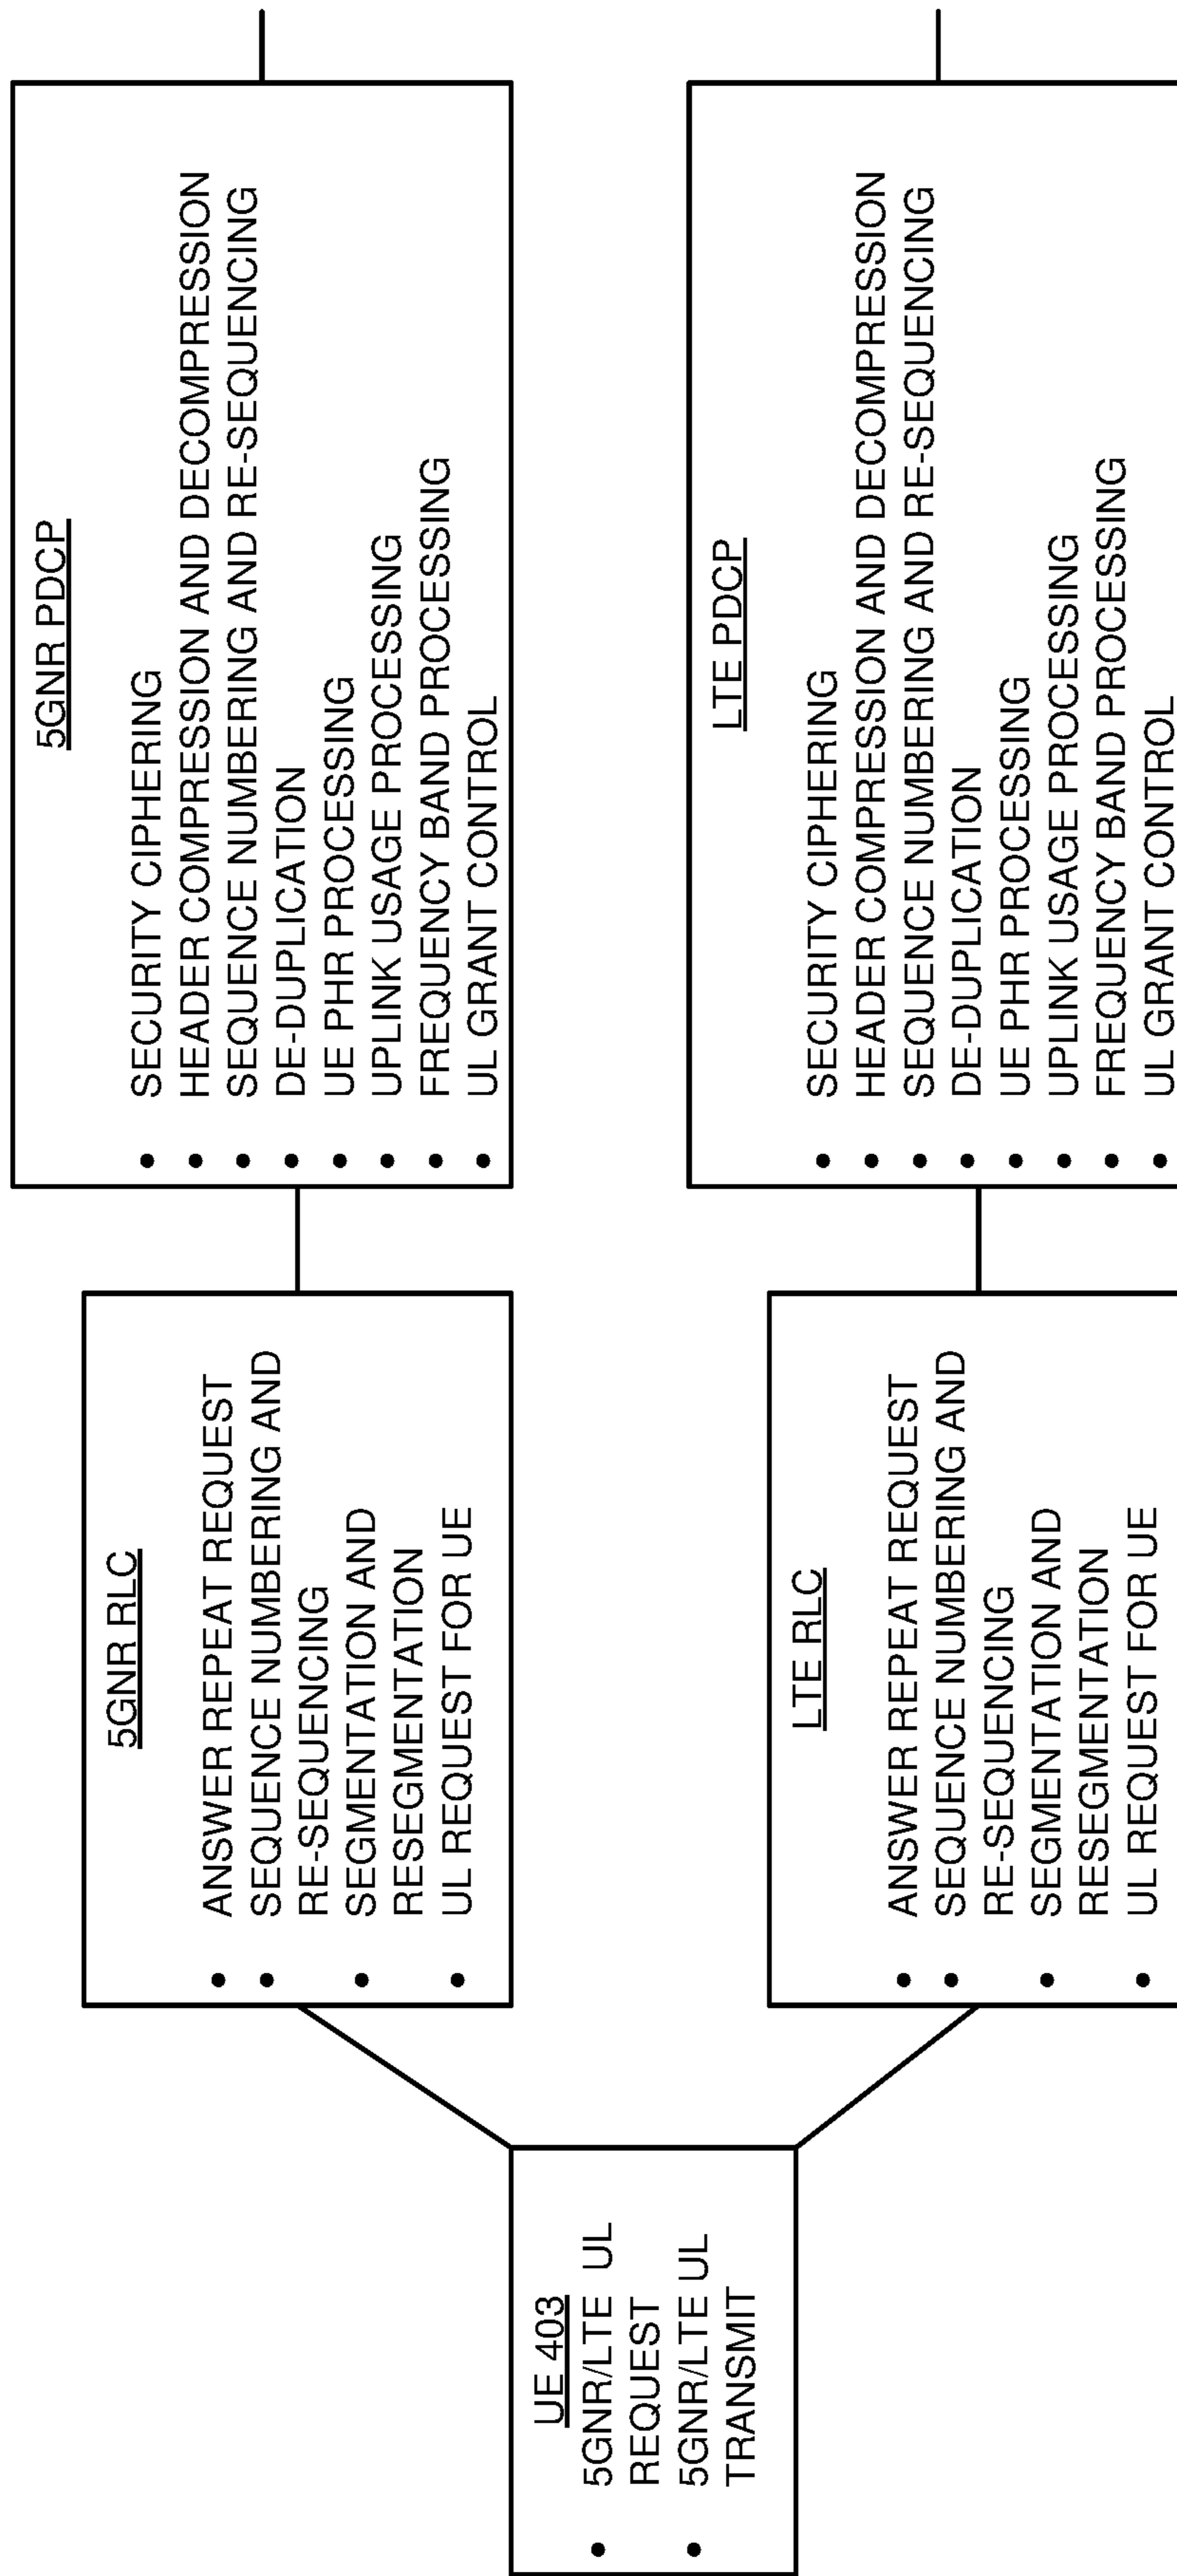 UE 403
• 5GNR/LTE UL
REQUEST
• 5GNR/LTE UL
TRANSMIT
5GNR RLC
• ANSWER REPEAT REQUEST
• SEQUENCE NUMBERING AND
RE-SEQUENCING
• SEGMENTATION AND
RESEGMENTATION
• UL REQUEST FOR UE
5GNR PDCP
• SECURITY CIPHERING
• HEADER COMPRESSION AND DECOMPRESSION
• SEQUENCE NUMBERING AND RE-SEQUENCING
• DE-DUPLICATION
• UE PHR PROCESSING
• UPLINK USAGE PROCESSING
• FREQUENCY BAND PROCESSING
• UL GRANT CONTROL
LTE RLC
• ANSWER REPEAT REQUEST
• SEQUENCE NUMBERING AND
RE-SEQUENCING
• SEGMENTATION AND
RESEGMENTATION
• UL REQUEST FOR UE
LTE PDCP
• SECURITY CIPHERING
• HEADER COMPRESSION AND DECOMPRESSION
• SEQUENCE NUMBERING AND RE-SEQUENCING
• DE-DUPLICATION
• UE PHR PROCESSING
• UPLINK USAGE PROCESSING
• FREQUENCY BAND PROCESSING
• UL GRANT CONTROL